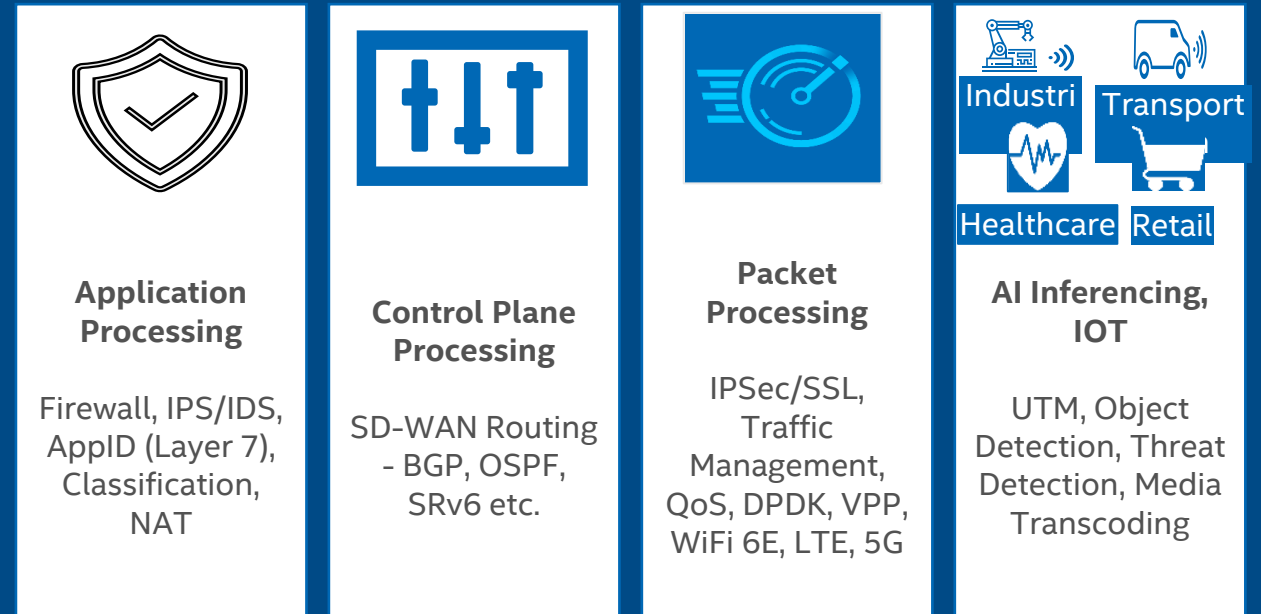 Application
Processing
Firewall, IPS/IDS,
AppID (Layer 7),
Classification,
NAT
Control Plane
Processing
SD-WAN Routing
- BGP, OSPF,
SRv6 etc.
Packet
Processing
IPSec/SSL,
Traffic
Management,
QoS, DPDK, VPP,
WiFi 6E, LTE, 5G
Industri
Transport
Healthcare
Retail
AI Inferencing,
IOT
UTM, Object
Detection, Threat
Detection, Media
Transcoding